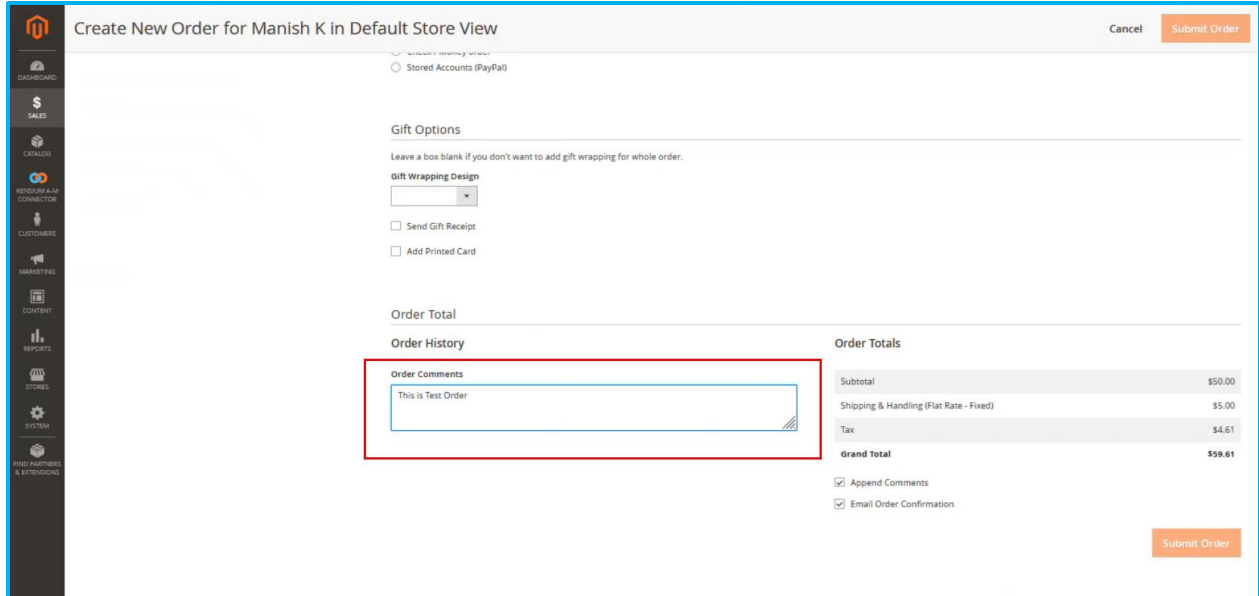 Create New Order for Manish K in Default Store View
Cancel
Submit Order
DASHBOARD
SALES
CATALOG
KENSIUM A-M
CONNECTOR
CUSTOMERS
MARKETING
CONTENT
REPORTS
STORES
SYSTEM
FIND PARTNERS
& EXTENSIONS
Stored Accounts (PayPal)
Gift Options
Leave a box blank if you don't want to add gift wrapping for whole order.
Gift Wrapping Design
Send Gift Receipt
Add Printed Card
Order Total
Order History
Order Comments
This is Test Order
Order Totals
Subtotal $50.00
Shipping & Handling (Flat Rate - Fixed) $5.00
Tax $4.61
Grand Total $59.61
Append Comments
Email Order Confirmation
Submit Order